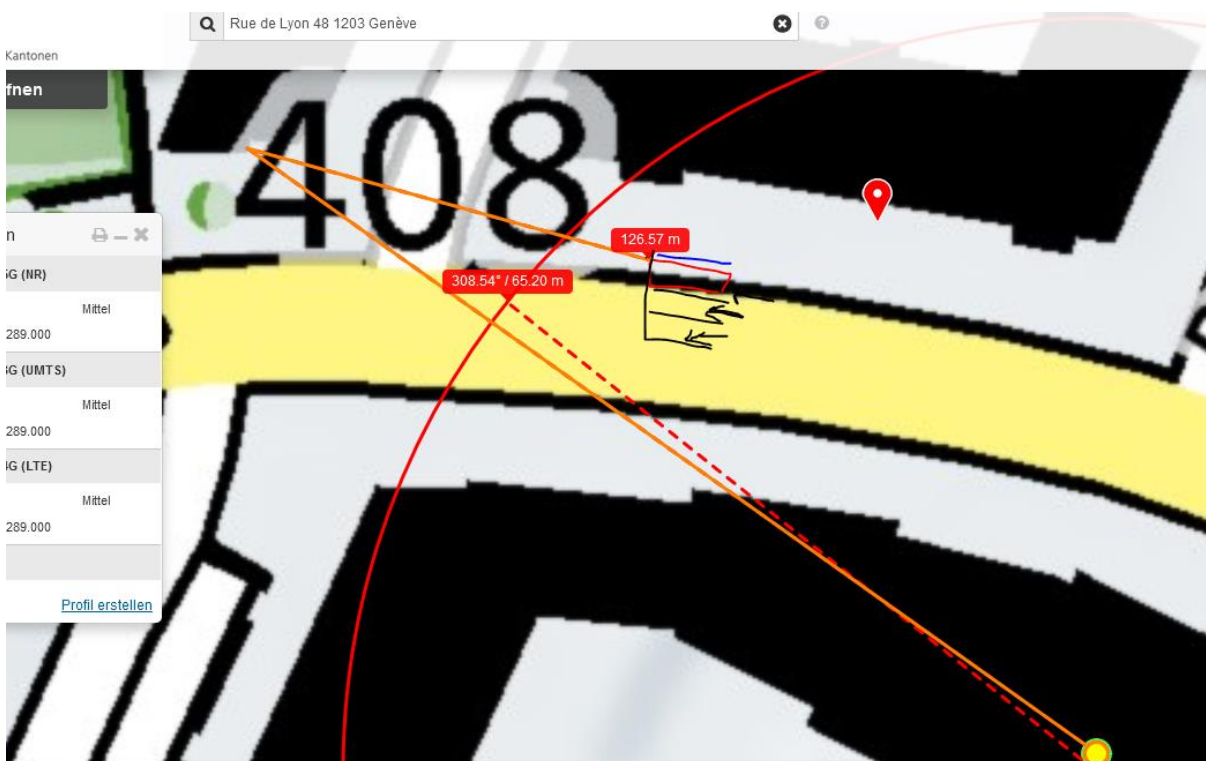 Rue de Lyon 48 1203 Genève
Kantonen
fnen
408
126.57 m
308.54° / 65.20 m
n
G (NR)
Mittel
289.000
G (UMTS)
Mittel
289.000
G (LTE)
Mittel
289.000
Profil erstellen